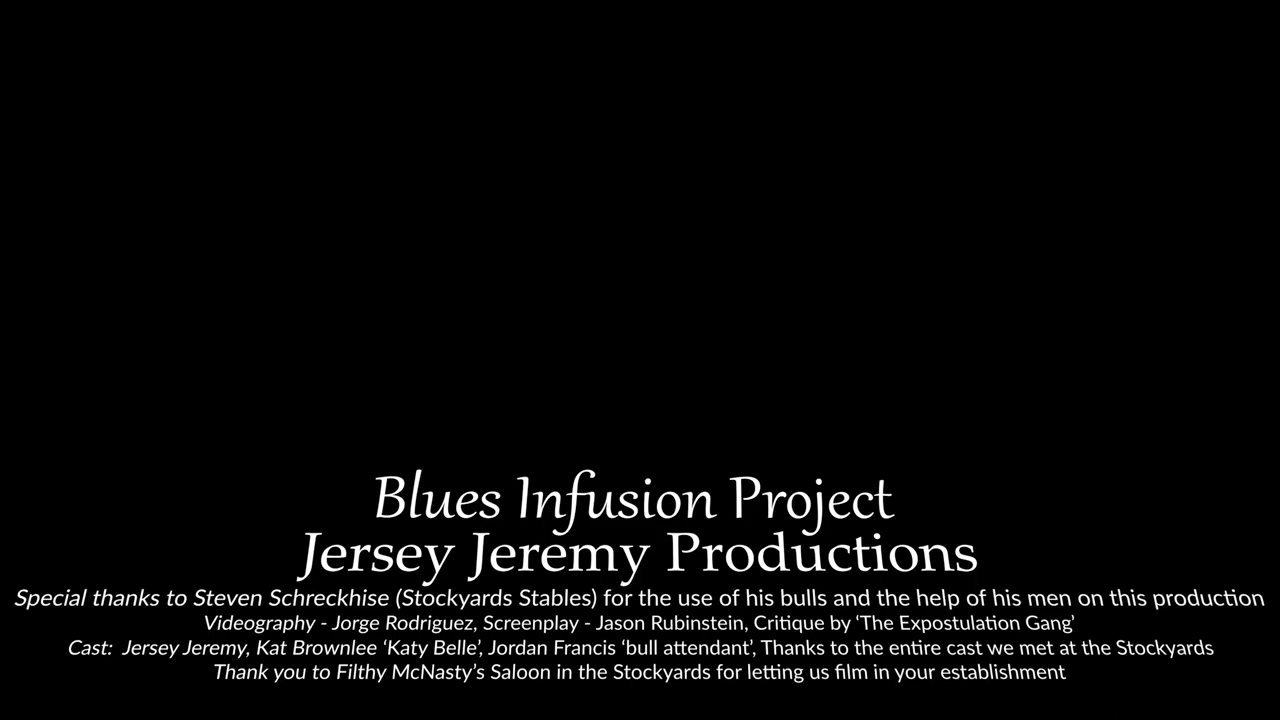 Blues Infusion Project
Jersey Jeremy Productions
Special thanks to Steven Schreckhise (Stockyards Stables) for the use of his bulls and the help of his men on this production
Videography - Jorge Rodriguez, Screenplay - Jason Rubinstein, Critique by ‘The Expostulation Gang’
Cast:  Jersey Jeremy, Kat Brownlee ‘Katy Belle’, Jordan Francis ‘bull attendant’, Thanks to the entire cast we met at the Stockyards
Thank you to Filthy McNasty’s Saloon in the Stockyards for letting us film in your establishment